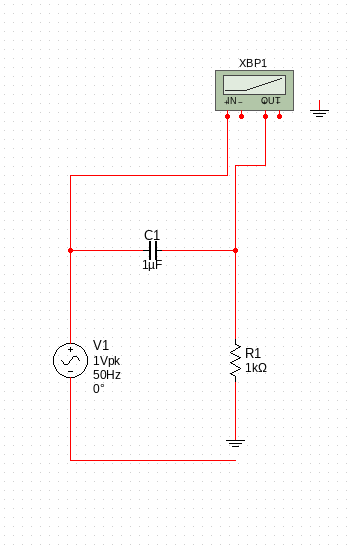 XBP1
+IN- OUT
C1
1µF
V1
1Vpk
50Hz
0°
R1
1kΩ